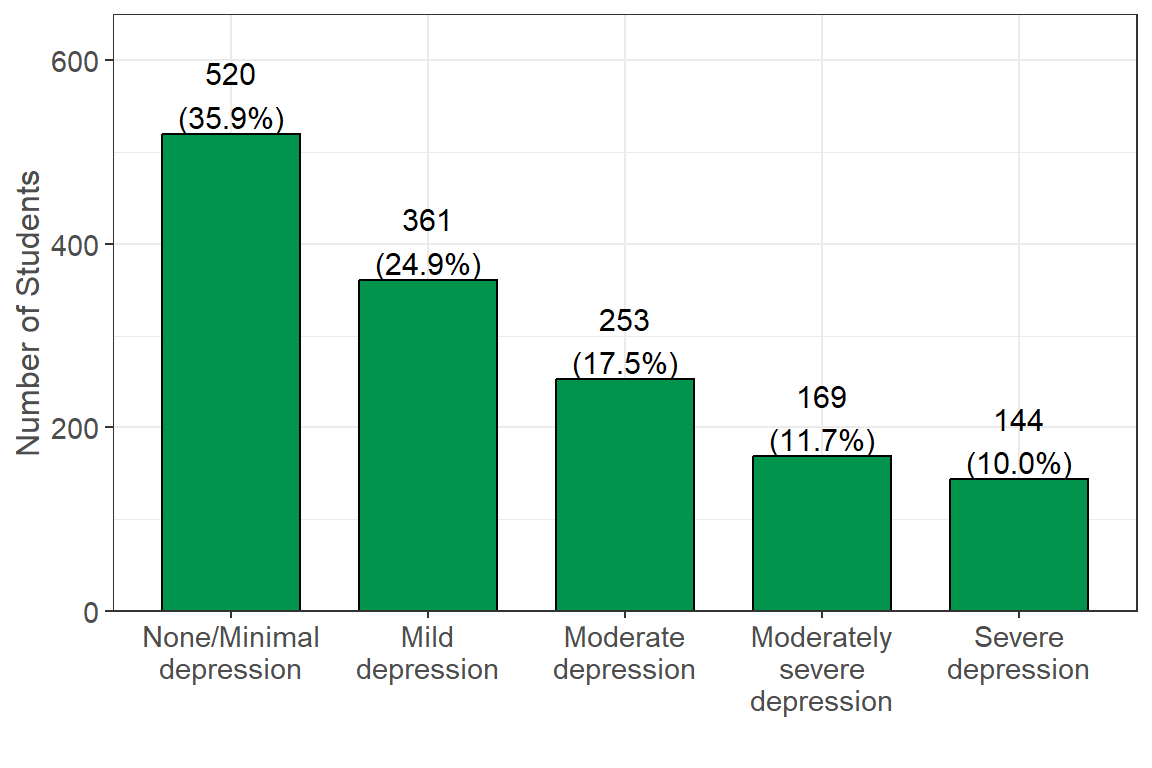 Number of Students
600
400
200
0
520
(35.9%)
361
(24.9%)
253
(17.5%)
169
(11.7%)
144
(10.0%)
None/Minimal
depression
Mild
depression
Moderate
depression
Moderately
severe
depression
Severe
depression